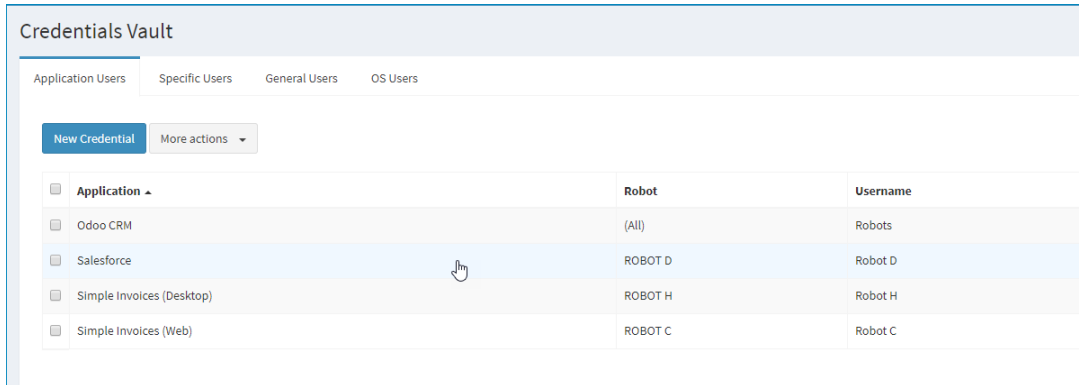 Credentials Vault
Application Users Specific Users General Users OS Users
New Credential More actions
Application Robot Username
Odoo CRM (All) Robots
Salesforce ROBOT D Robot D
Simple Invoices (Desktop) ROBOT H Robot H
Simple Invoices (Web) ROBOT C Robot C